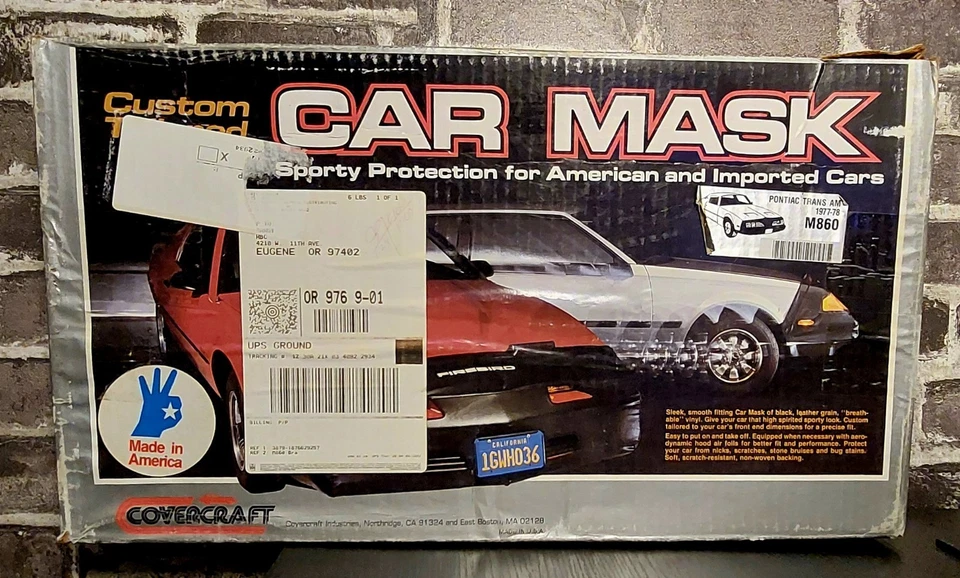 Custom
CAR MASK
Sporty Protection for American and Imported Cars
PONTIAC TRANS AM
1977-78
M860
6 LBS 1 OF 1
4210 W. 11TH AVE
EUGENE OR 97402
OR 976 9-01
UPS GROUND
TRACKING #:
BILLING: P/P
FIREBIRD
CALIFORNIA
1GWH036
Made in
America
Sleek, smooth fitting Car Mask of black, leather grain, "breath-
able" vinyl. Give your car that high spirited sporty look. Custom
tailored to your car's front end dimensions for a precise fit.
Easy to put on and take off. Equipped when necessary with aero-
dynamic hood air foils for better fit and performance. Protect
your car from nicks, scratches, stone bruises and bug stains.
Soft, scratch-resistant, non-woven backing.
COVERCRAFT
Covercraft Industries, Northridge, CA 91324 and East Boston, MA 02128
MADE IN U.S.A.